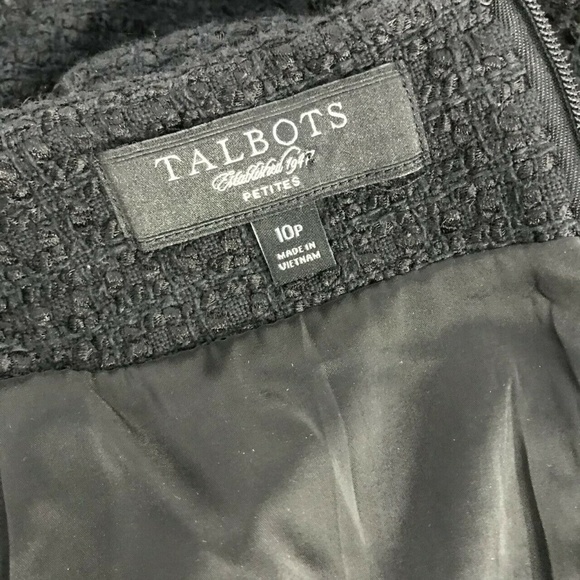 TALBOTS
Established 1947
PETITES
10P
MADE IN
VIETNAM